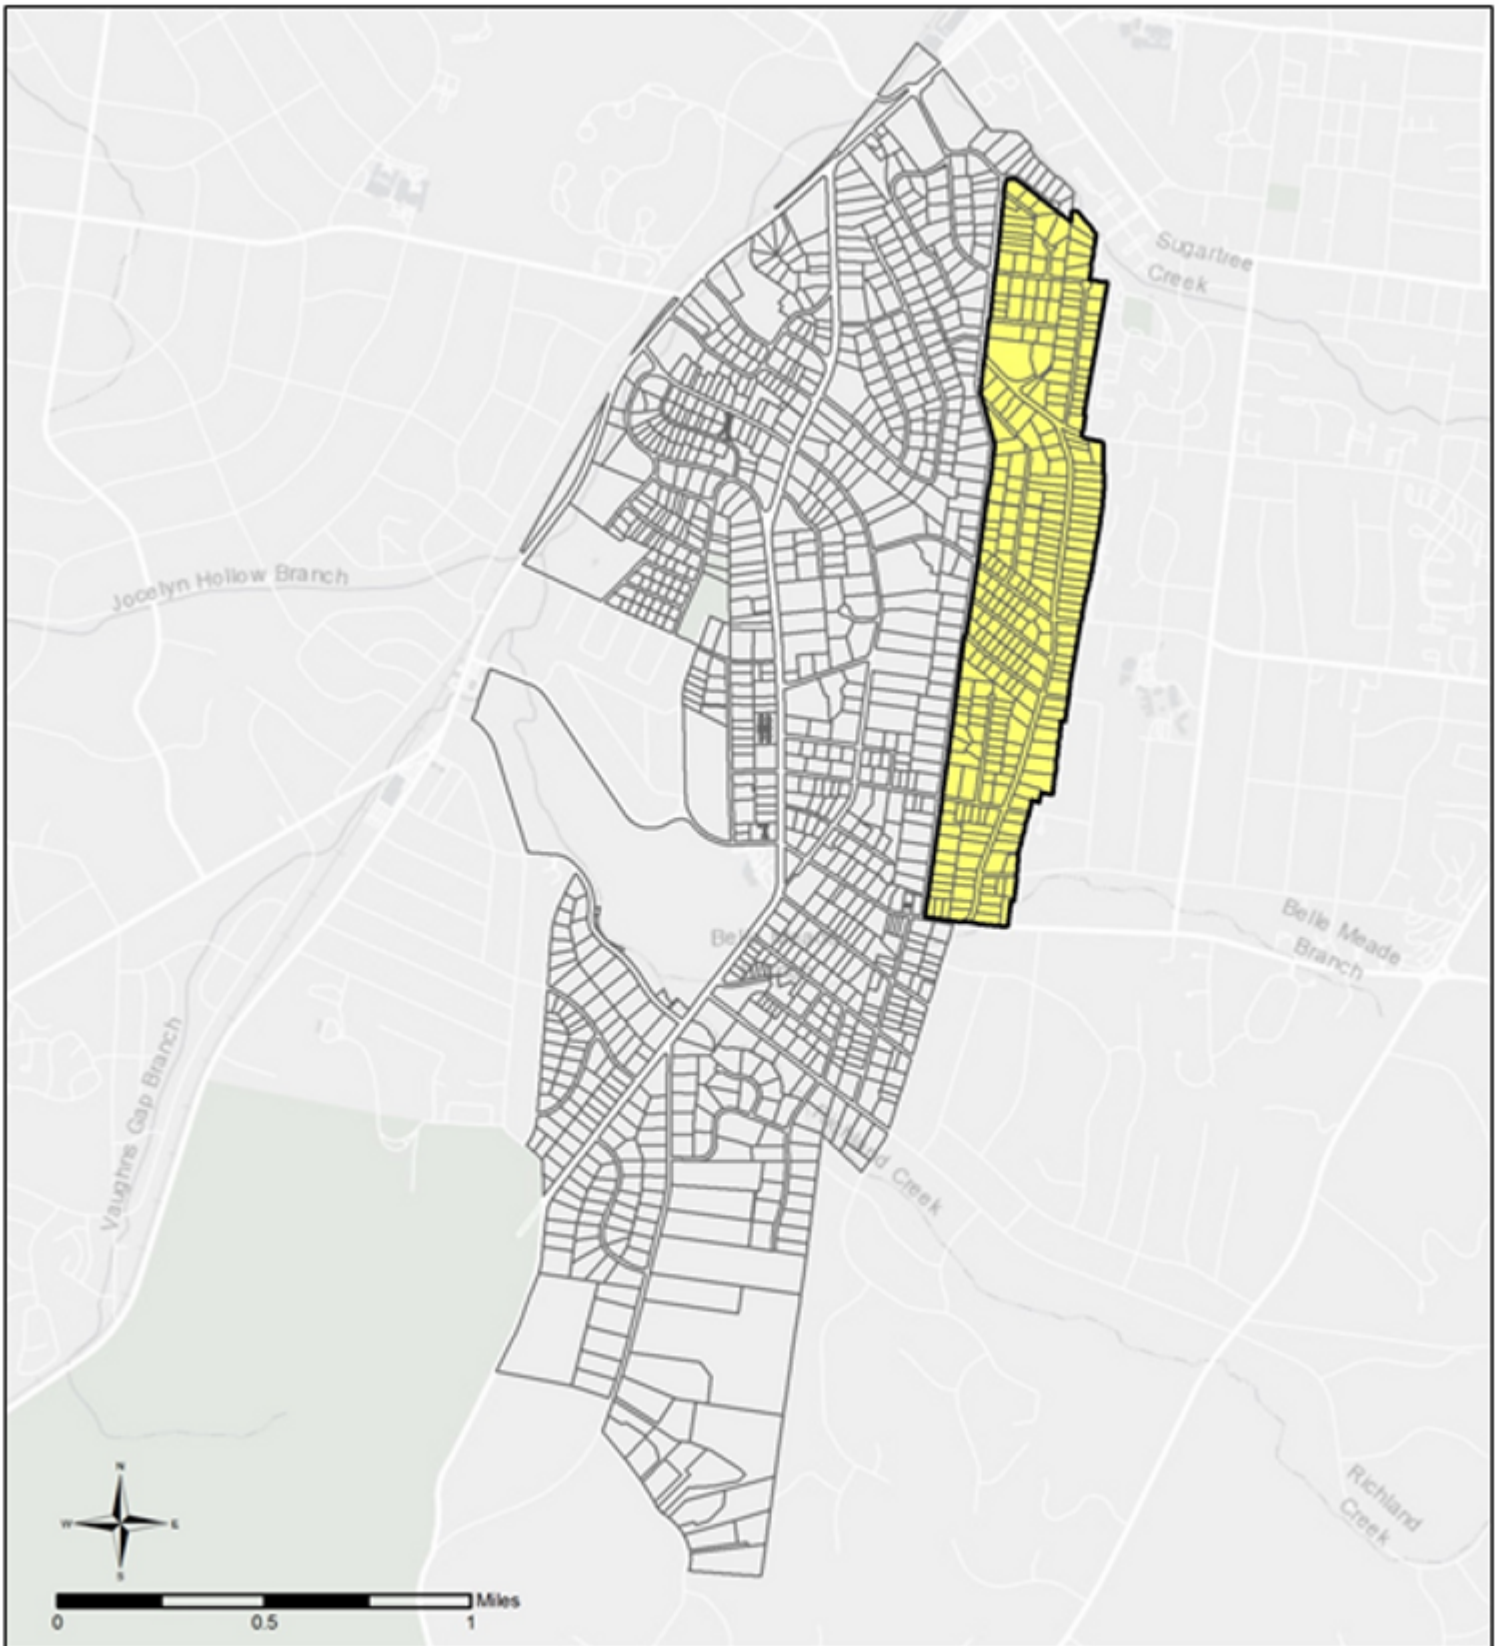 Sugartree
Creek
Jocelyn Hollow Branch
Belle Meade
Branch
Vaughns Gap Branch
Creek
Richland
Creek
N
W
E
S
Miles
0
0.5
1